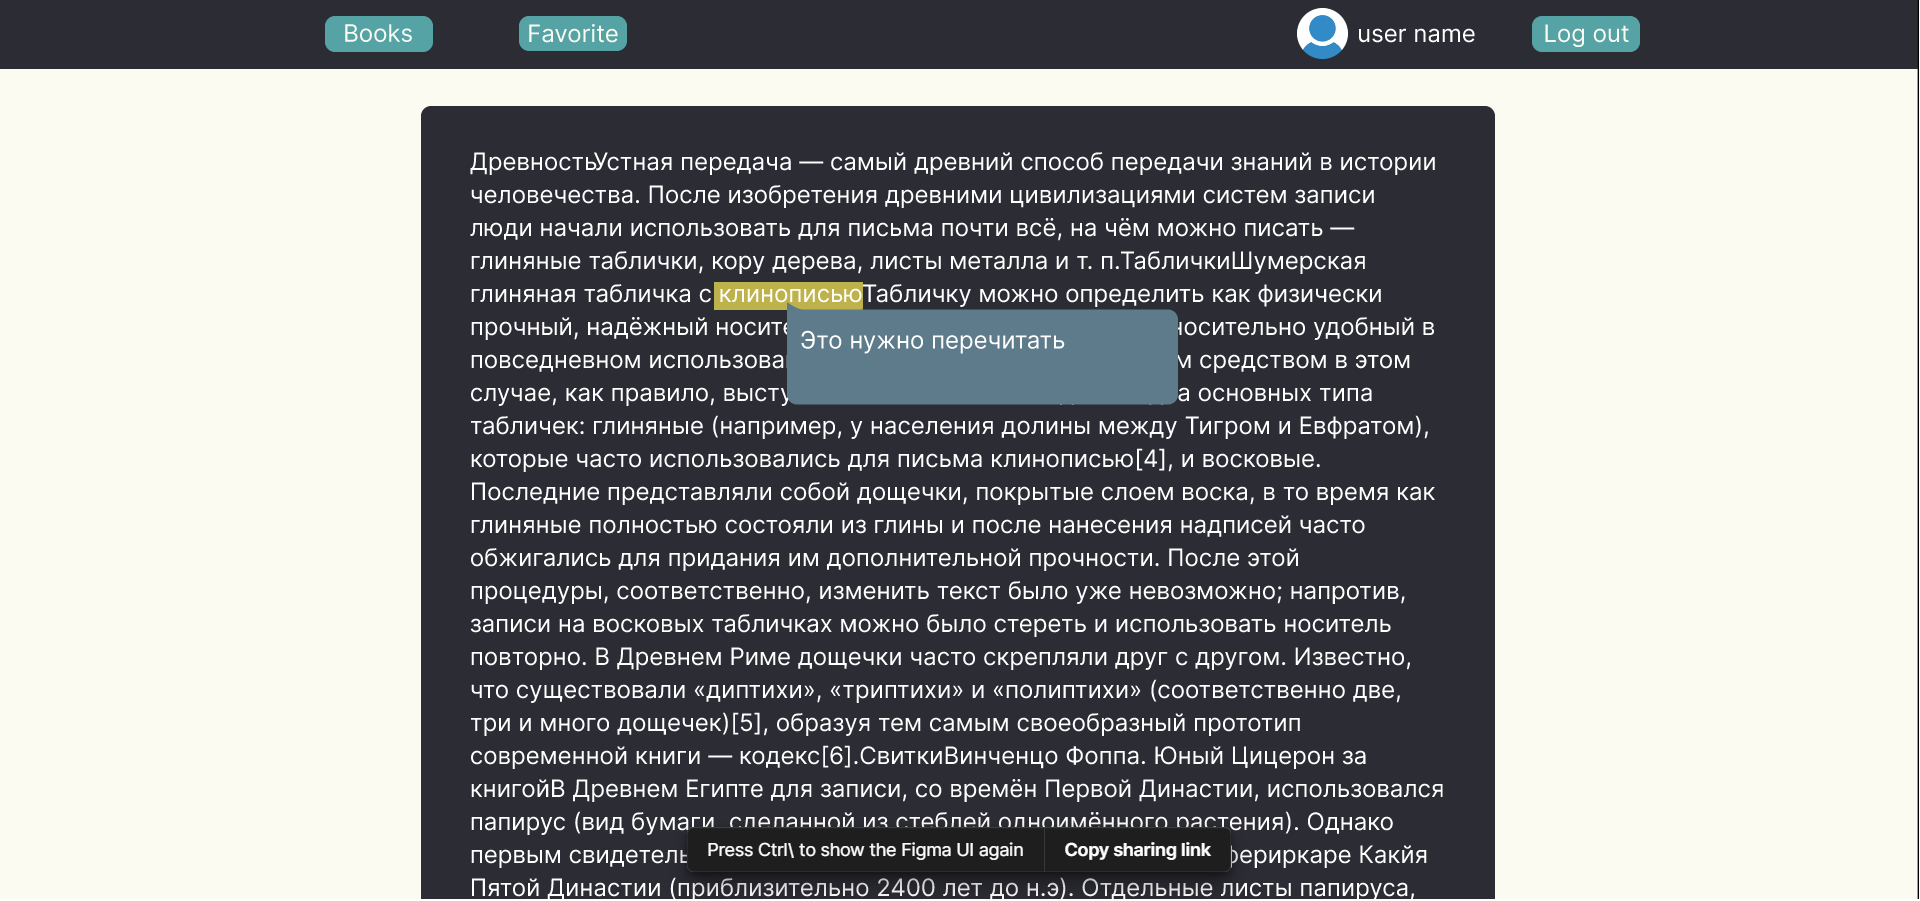 Books
Favorite
user name
Log out
ДревностьУстная передача — самый древний способ передачи знаний в истории
человечества. После изобретения древними цивилизациями систем записи
люди начали использовать для письма почти всё, на чём можно писать —
глиняные таблички, кору дерева, листы металла и т. п.ТабличкиШумерская
глиняная табличка с клинописьюТабличку можно определить как физически
прочный, надёжный
удобный в
повседневном
средством в этом
Это нужно перечитать
случае, как правило,
основных типа
табличек: глиняные (например, у населения долины между Тигром и Евфратом),
которые часто использовались для письма клинописью[4], и восковые.
Последние представляли собой дощечки, покрытые слоем воска, в то время как
глиняные полностью состояли из глины и после нанесения надписей часто
обжигались для придания им дополнительной прочности. После этой
процедуры, соответственно, изменить текст было уже невозможно; напротив,
записи на восковых табличках можно было стереть и использовать носитель
повторно. В Древнем Риме дощечки часто скрепляли друг с другом. Известно,
что существовали «диптихи», «триптихи» и «полиптихи» (соответственно две,
три и много дощечек)[5], образуя тем самым своеобразный прототип
современной книги — кодекс[6].СвиткиВинченцо Фоппа. Юный Цицерон за
книгойВ Древнем Египте для записи, со времён Первой Династии, использовался
папирус (вид бумаги, сделанной из стеблей одноимённого растения). Однако
первым
Какйя
Press Ctrl\ to show the Figma UI again
Copy sharing link
Пятой Династии (приблизительно 2400 лет до н.э). Отдельные листы папируса,